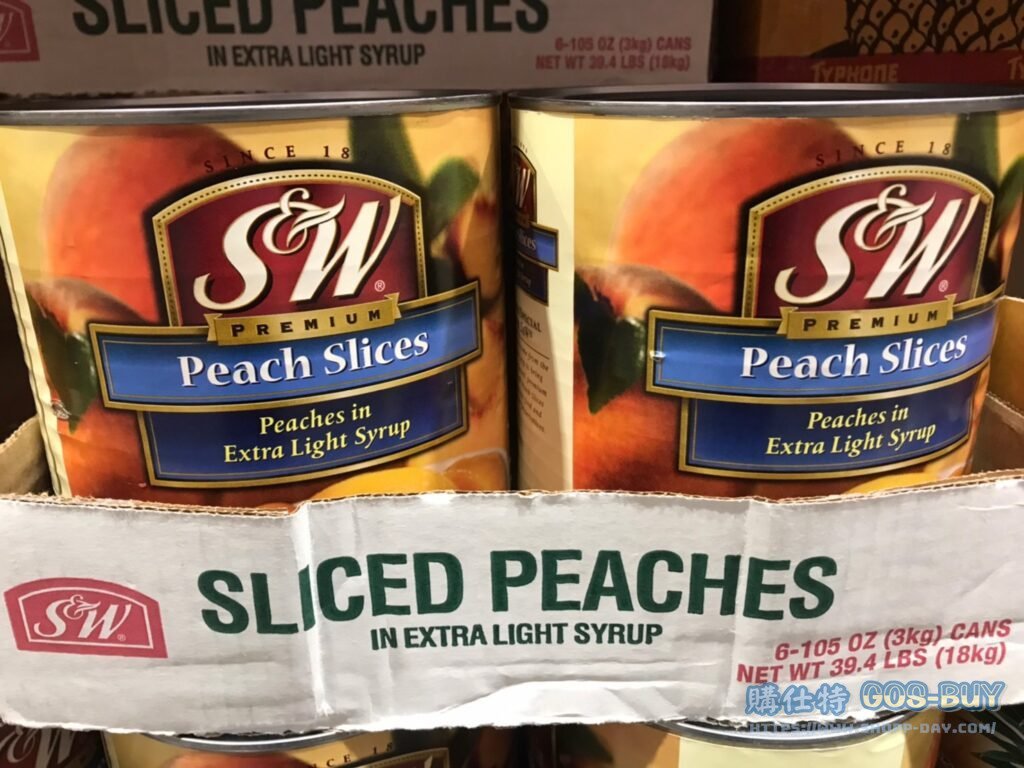 SLICED PEACHES
IN EXTRA LIGHT SYRUP
6-105 OZ (3kg) CANS
NET WT 39.4 LBS (18kg)
TYPHONE
SINCE 18
S&W®
PREMIUM
Peach Slices
Peaches in
Extra Light Syrup
SINCE 18
S&W®
PREMIUM
Peach Slices
Peaches in
Extra Light Syrup
S&W®
SLICED PEACHES
IN EXTRA LIGHT SYRUP
6-105 OZ (3kg) CANS
NET WT 39.4 LBS (18kg)
購仕特 GOS-BUY
S&W